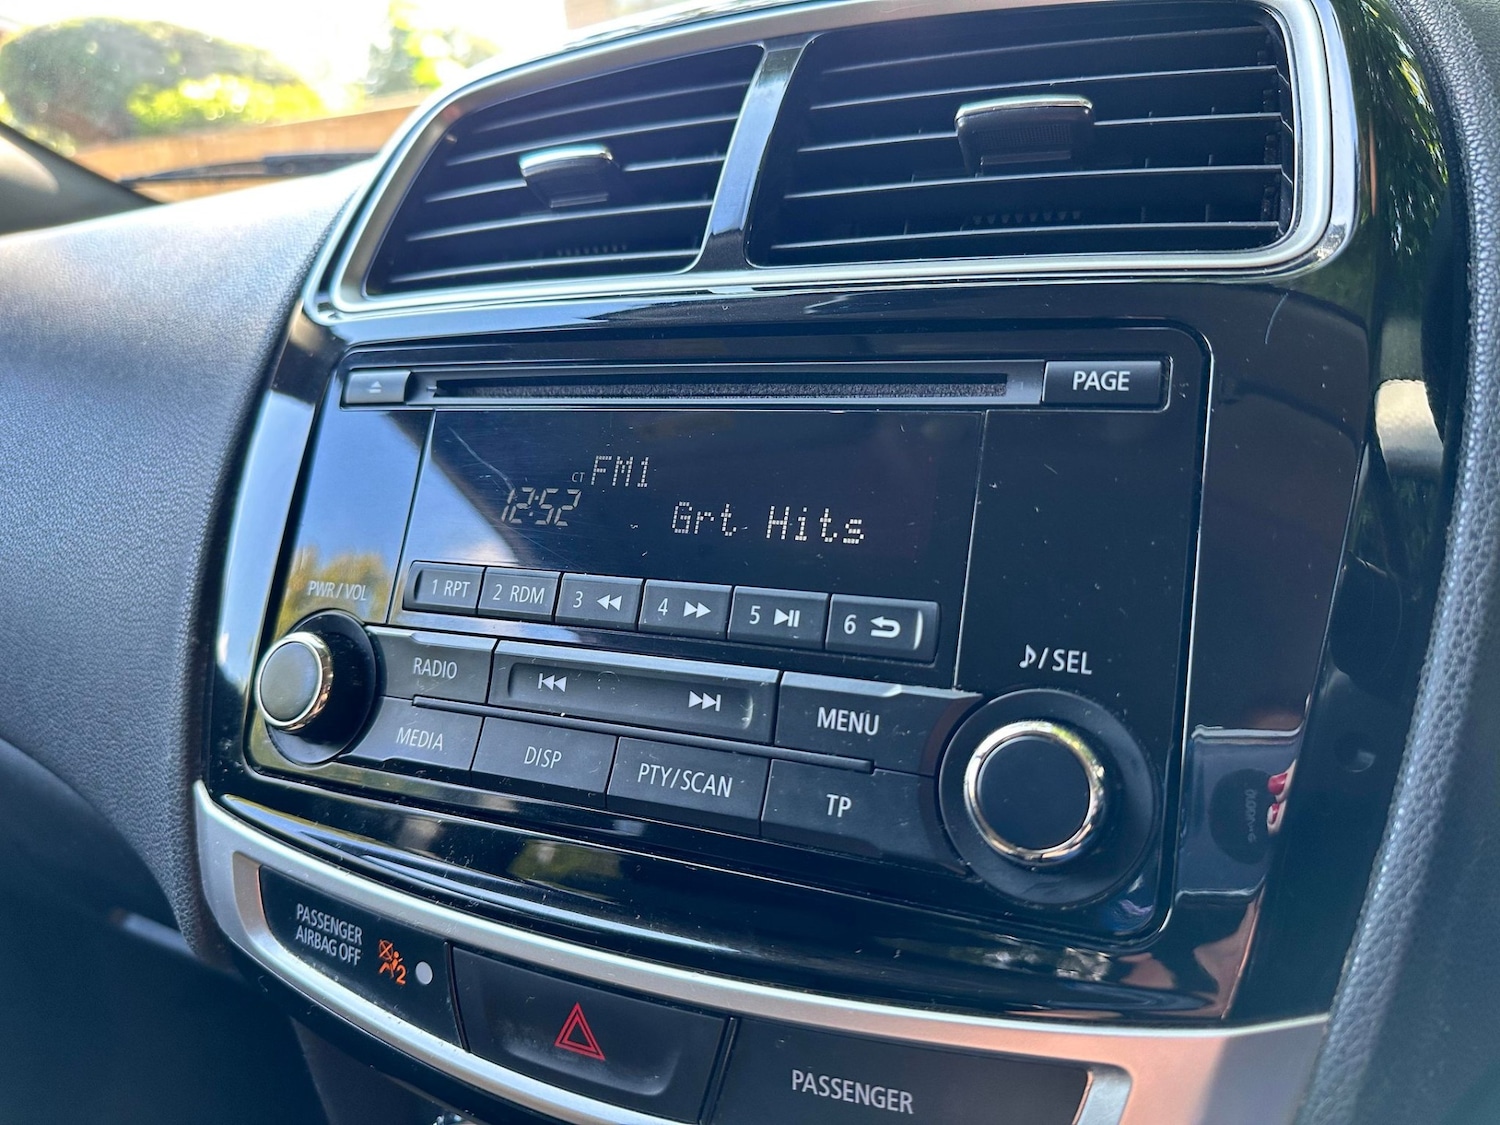 PAGE
CT FM1
12:52 Grt Hits
PWR/VOL
1 RPT
2 RDM
3
4
5
6
♪/SEL
RADIO
MENU
MEDIA
DISP
PTY/SCAN
TP
PASSENGER
AIRBAG OFF
2
PASSENGER